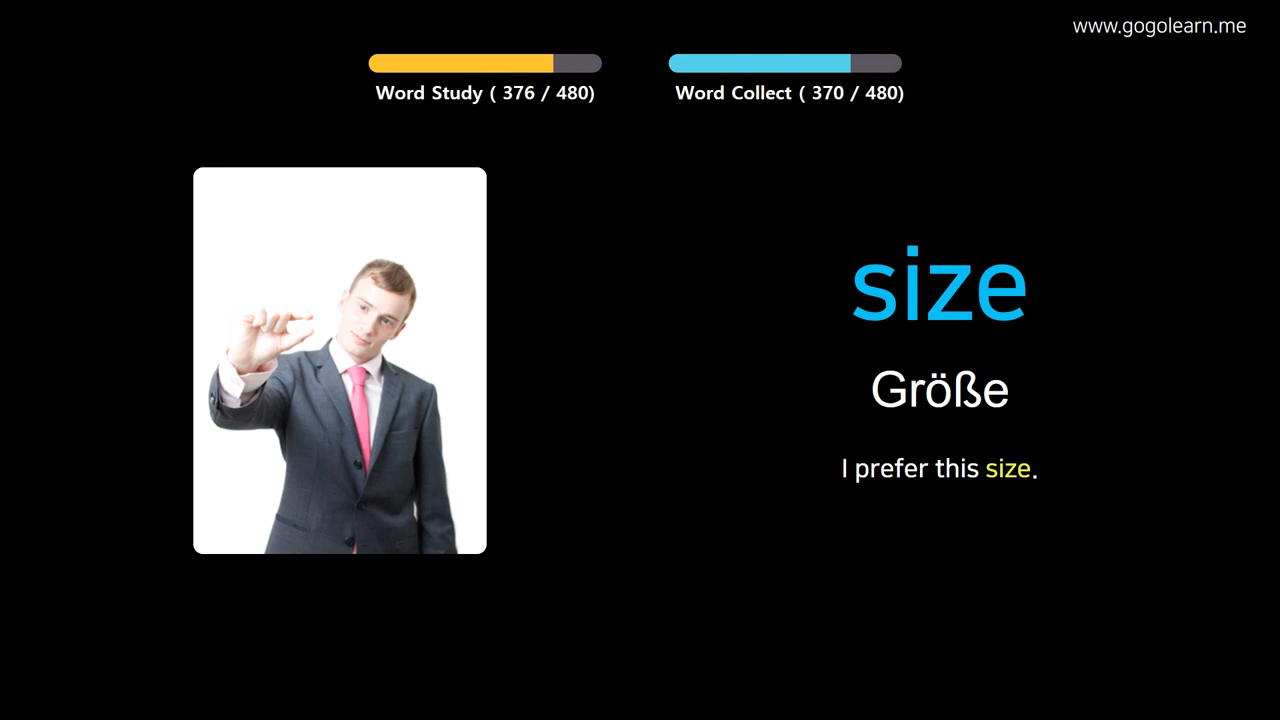 www.gogolearn.me
Word Study ( 376 / 480)
Word Collect ( 370 / 480)
size
Größe
I prefer this size.